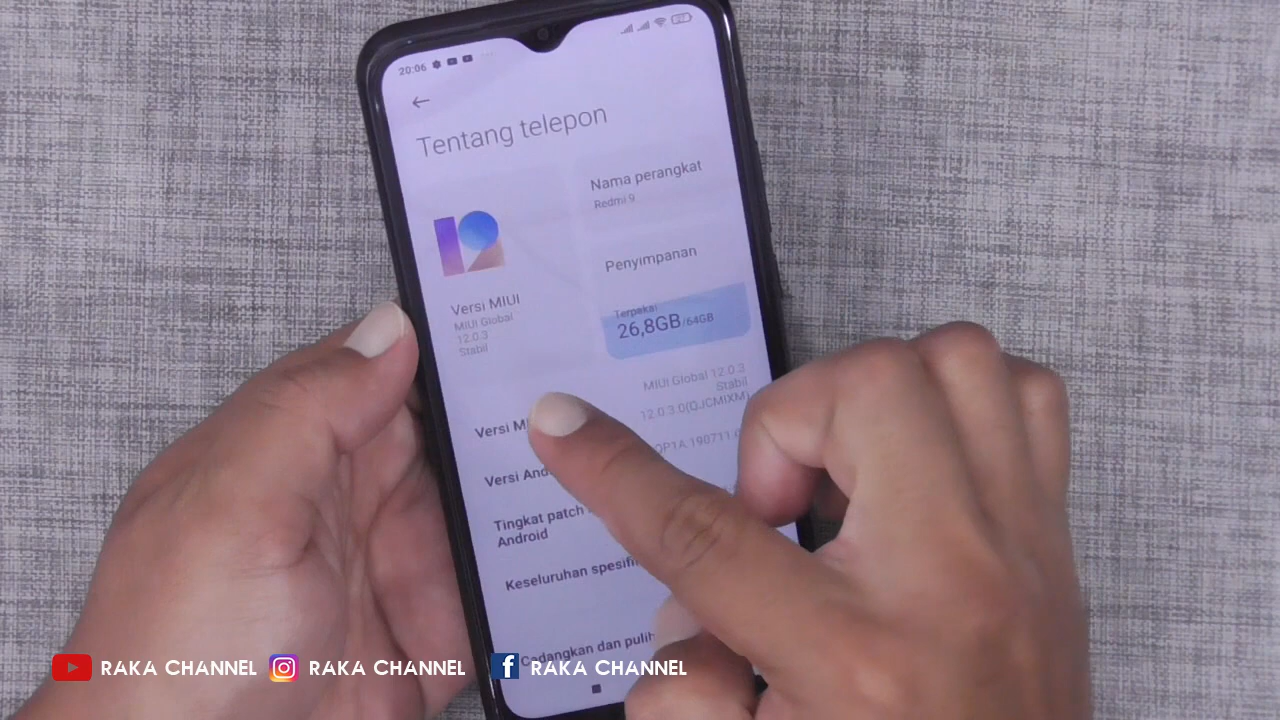 20:06
Tentang telepon
Nama perangkat
Redmi 9
Penyimpanan
Terpakai
26,8GB/64GB
Versi MIUI
MIUI Global
12.0.3
Stabil
MIUI Global 12.0.3
Stabil
Versi M
12.0.3.0(QJCMIXM)
Versi And
QP1A.190711.0
Tingkat patch
Android
Keseluruhan spesifi
Cadangkan dan pulih
RAKA CHANNEL RAKA CHANNEL RAKA CHANNEL